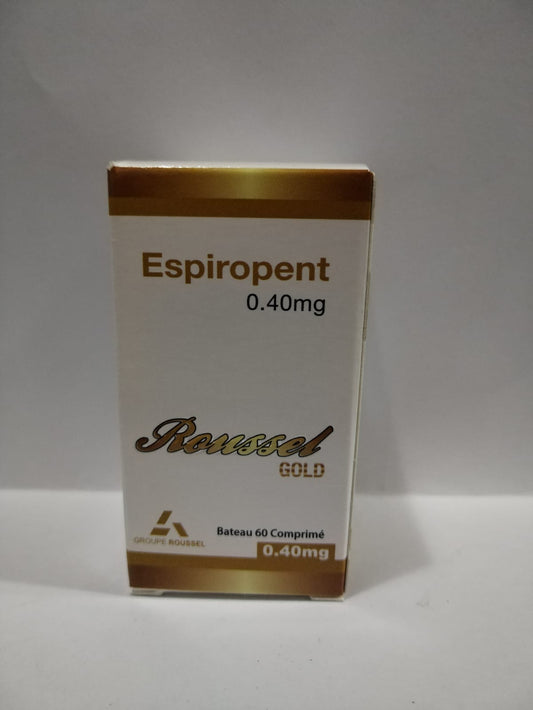 Espiropent
0.40mg
Roussel
GOLD
Bateau 60 Comprimé
0.40mg
GROUPE ROUSSEL